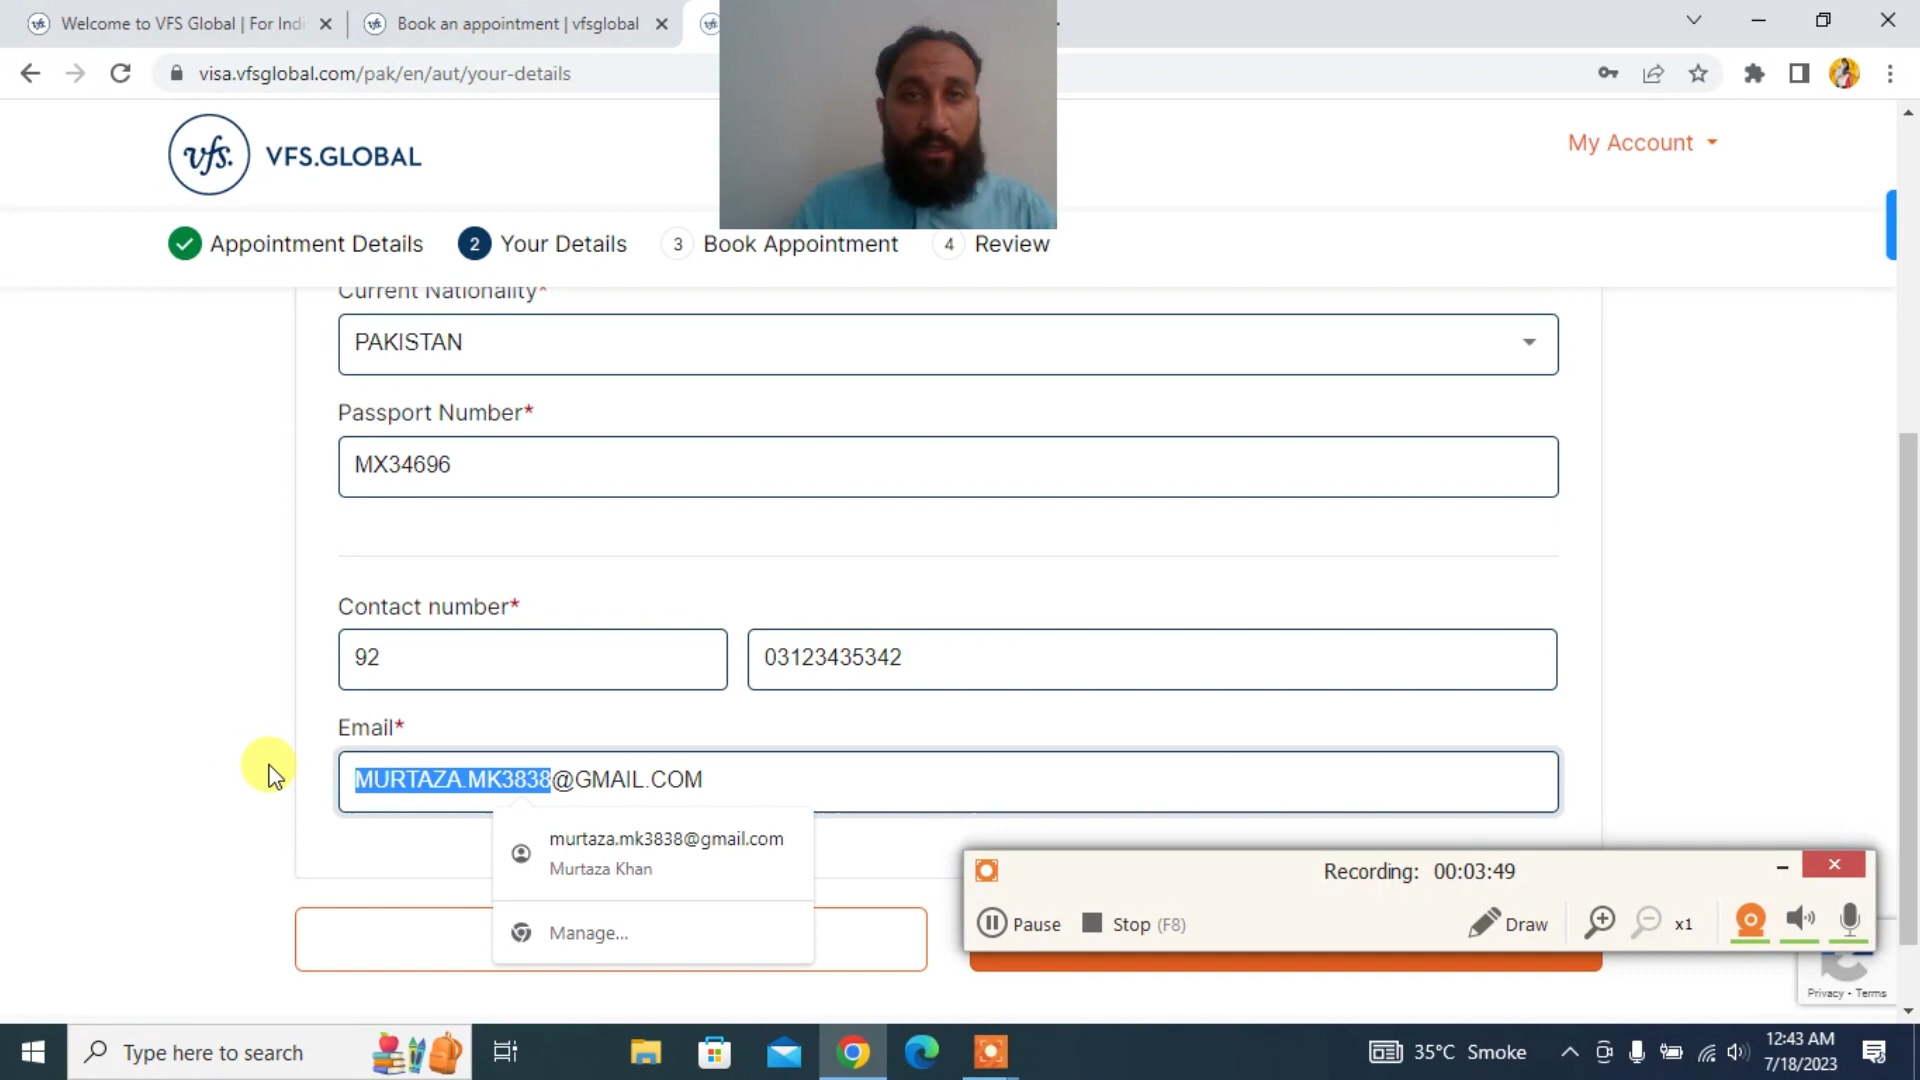 Welcome to VFS Global | For Indi
Book an appointment | vfsglobal
visa.vfsglobal.com/pak/en/aut/your-details
vfs. VFS.GLOBAL
My Account
Appointment Details
2 Your Details
3 Book Appointment
4 Review
Current Nationality*
PAKISTAN
Passport Number*
MX34696
Contact number*
92
03123435342
Email*
MURTAZA.MK3838@GMAIL.COM
murtaza.mk3838@gmail.com
Murtaza Khan
Manage...
Recording: 00:03:49
Pause
Stop (F8)
Draw
x1
Privacy - Terms
Type here to search
35°C Smoke
12:43 AM
7/18/2023